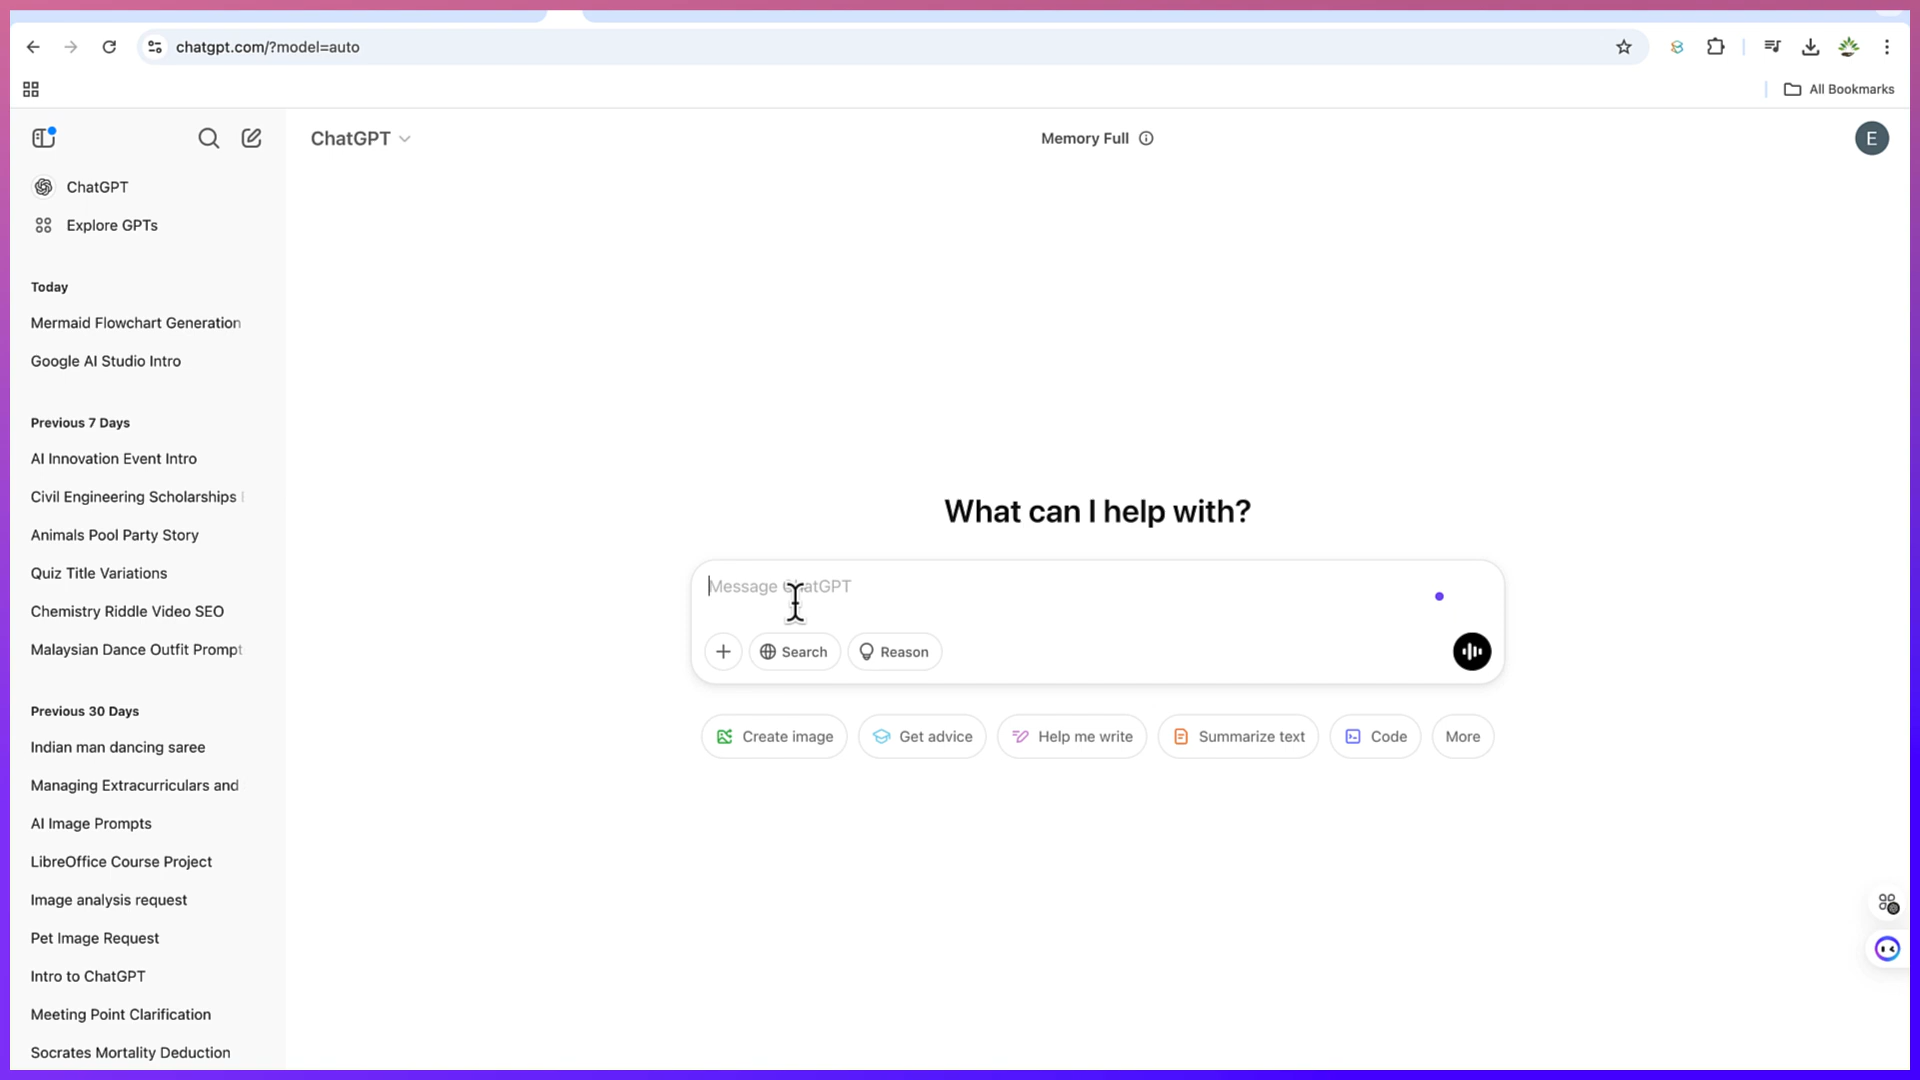 chatgpt.com/?model=auto
All Bookmarks
ChatGPT
Memory Full
E
ChatGPT
Explore GPTs
Today
Mermaid Flowchart Generation
Google AI Studio Intro
Previous 7 Days
AI Innovation Event Intro
Civil Engineering Scholarships
Animals Pool Party Story
Quiz Title Variations
Chemistry Riddle Video SEO
Malaysian Dance Outfit Prompt
Previous 30 Days
Indian man dancing saree
Managing Extracurriculars and
AI Image Prompts
LibreOffice Course Project
Image analysis request
Pet Image Request
Intro to ChatGPT
Meeting Point Clarification
Socrates Mortality Deduction
What can I help with?
Message ChatGPT
Search
Reason
Create image
Get advice
Help me write
Summarize text
Code
More